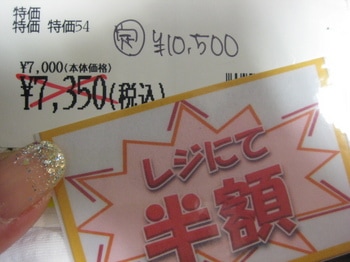 特価
特価 特価54
定 ¥10,500
¥7,000(本体価格)
¥7,350(税込)
レジにて
半額